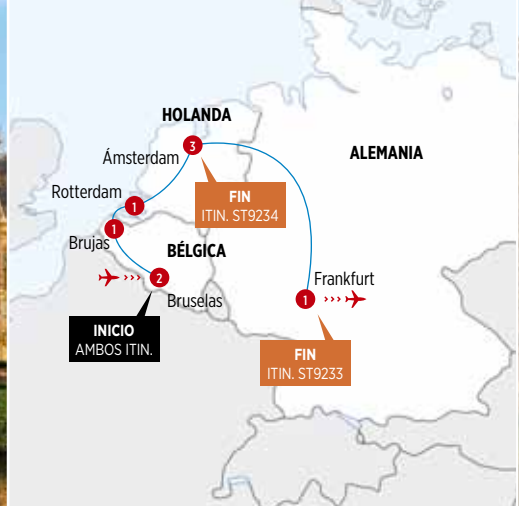 HOLANDA
3
Ámsterdam
ALEMANIA
FIN
ITIN. ST9234
Rotterdam
1
1
Brujas
BÉLGICA
2
Bruselas
Frankfurt
1
INICIO
AMBOS ITIN.
FIN
ITIN. ST9233